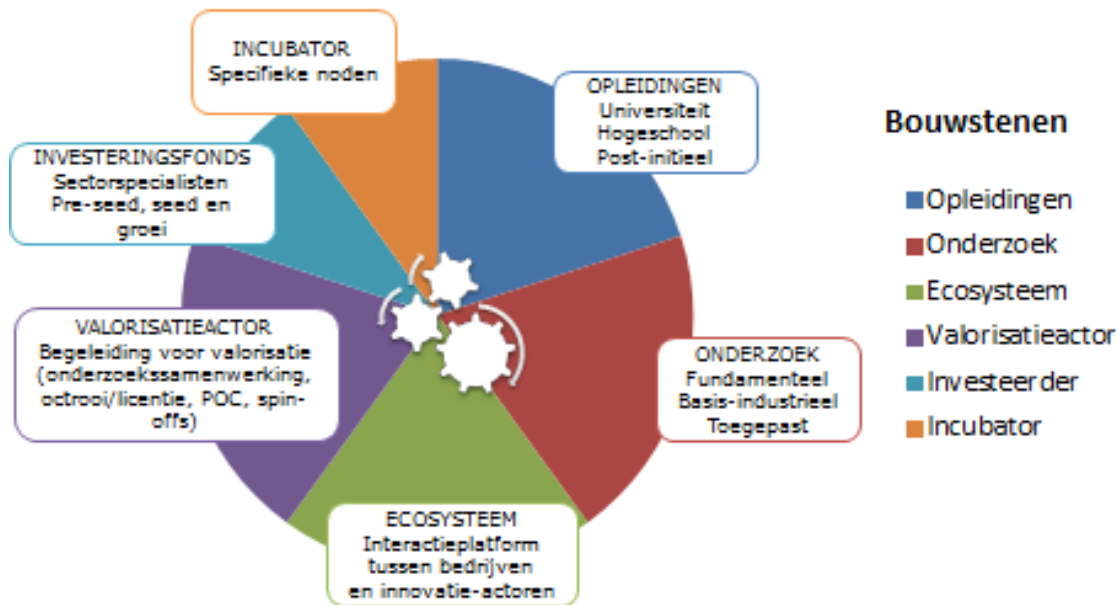 INCUBATOR
Specifieke noden
OPLEIDINGEN
Universiteit
Hogeschool
Post-initieel
INVESTERINGSFONDS
Sectorspecialisten
Pre-seed, seed en
groei
VALORISATIEACTOR
Begeleiding voor valorisatie
(onderzoekssamenwerking,
octrooi/licentie, POC, spin-
offs)
ONDERZOEK
Fundamenteel
Basis-industrieel
Toegepast
ECOSYSTEEM
Interactieplatform
tussen bedrijven
en innovatie-actoren
Bouwstenen
Opleidingen
Onderzoek
Ecosysteem
Valorisatieactor
Investeerder
Incubator